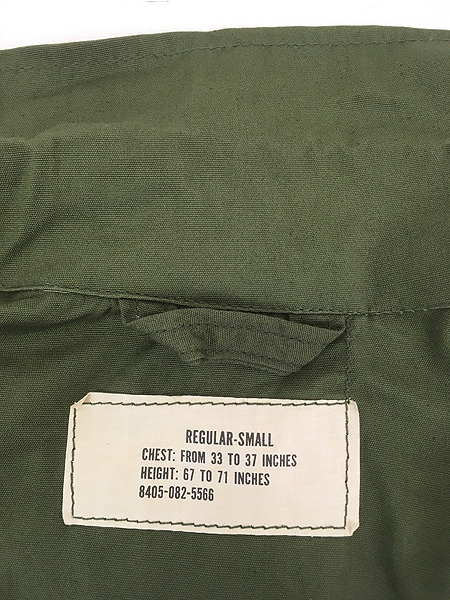 REGULAR-SMALL
CHEST: FROM 33 TO 37 INCHES
HEIGHT: 67 TO 71 INCHES
8405-082-5566